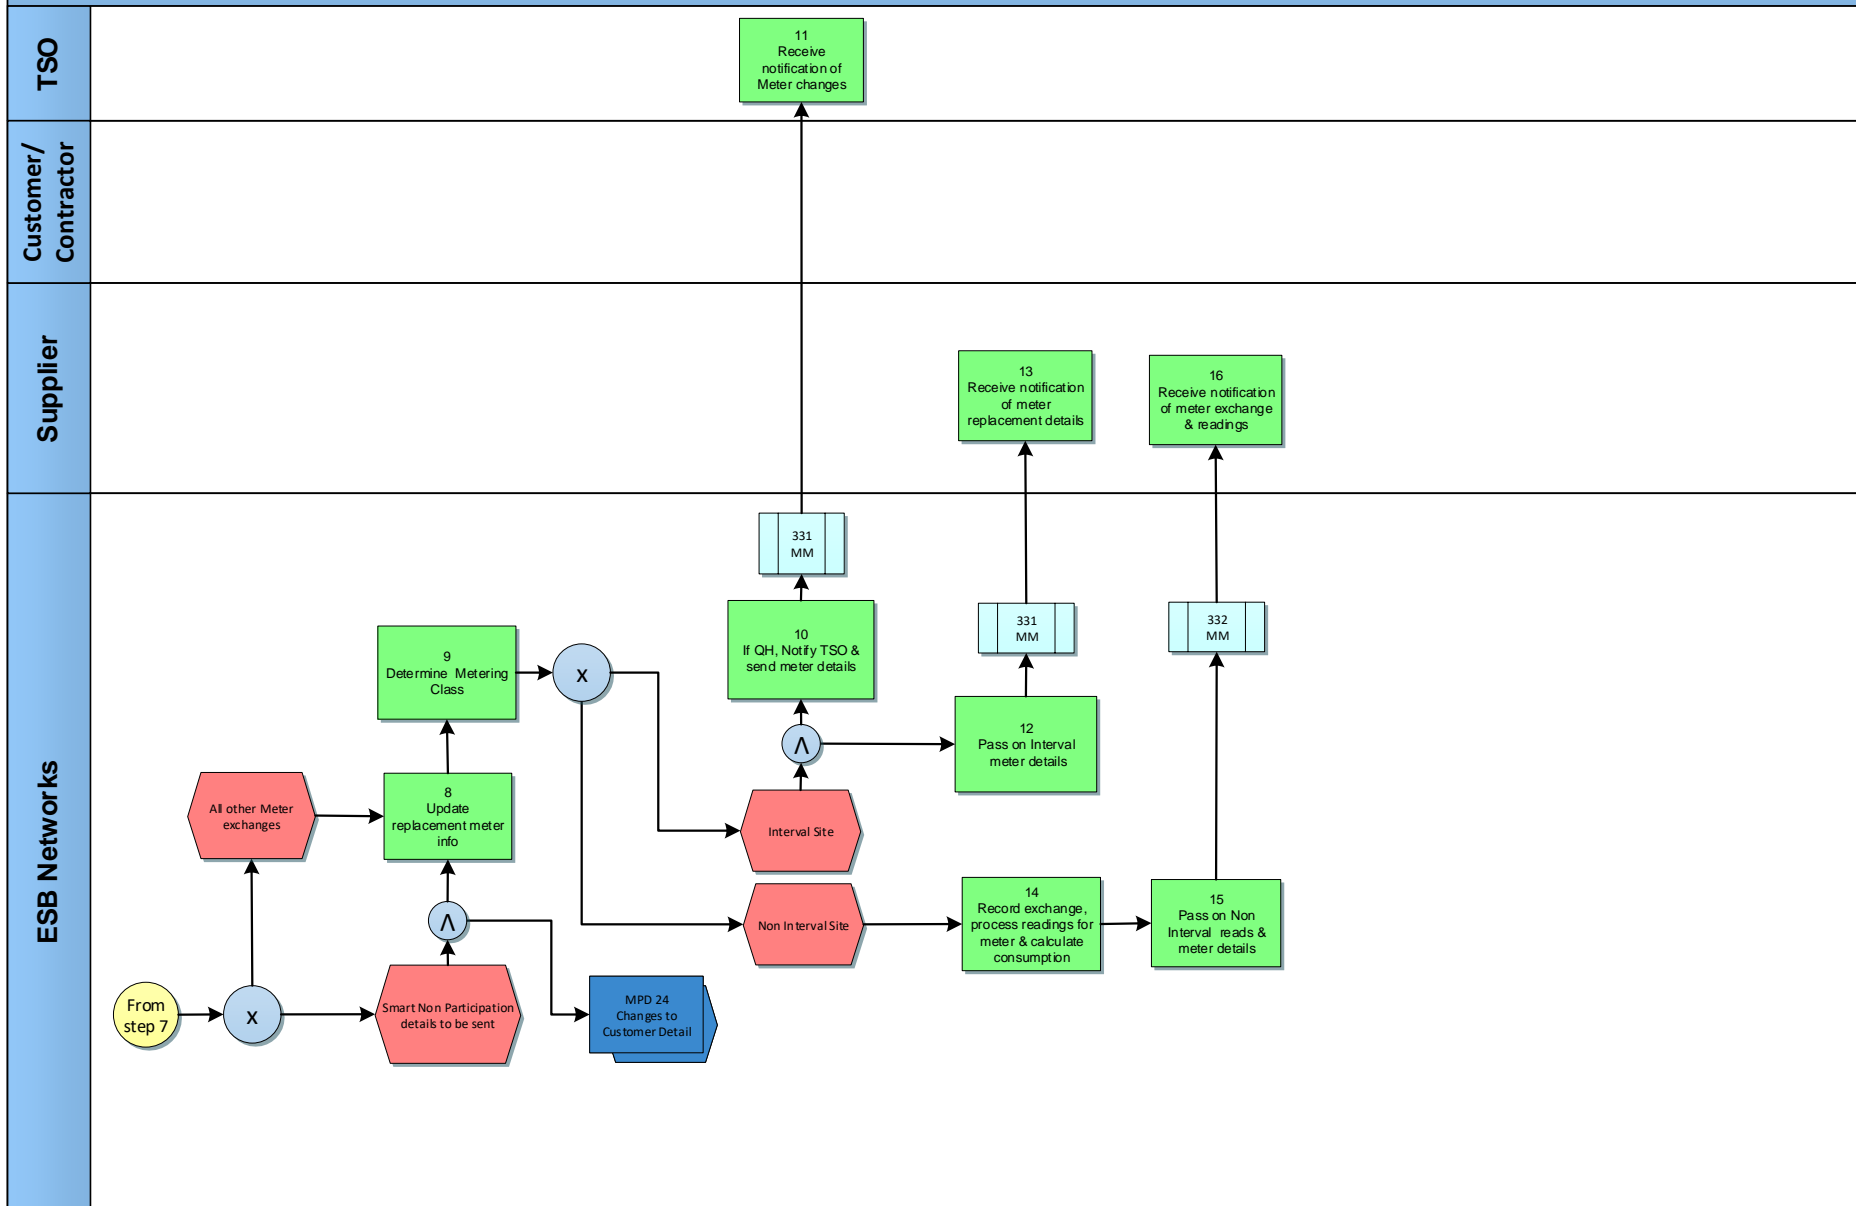 TSO
11
Receive
notification of
Meter changes
Customer/
Contractor
Supplier
13
Receive notification
of meter
replacement details
16
Receive notification
of meter exchange
& readings
ESB Networks
331
MM
331
MM
332
MM
10
If QH, Notify TSO &
send meter details
9
Determine Metering
Class
x
12
Pass on Interval
meter details
Λ
All other Meter
exchanges
8
Update
replacement meter
info
Interval Site
Non Interval Site
14
Record exchange,
process readings for
meter & calculate
consumption
15
Pass on Non
Interval reads &
meter details
Λ
From
step 7
x
Smart Non Participation
details to be sent
MPD 24
Changes to
Customer Detail